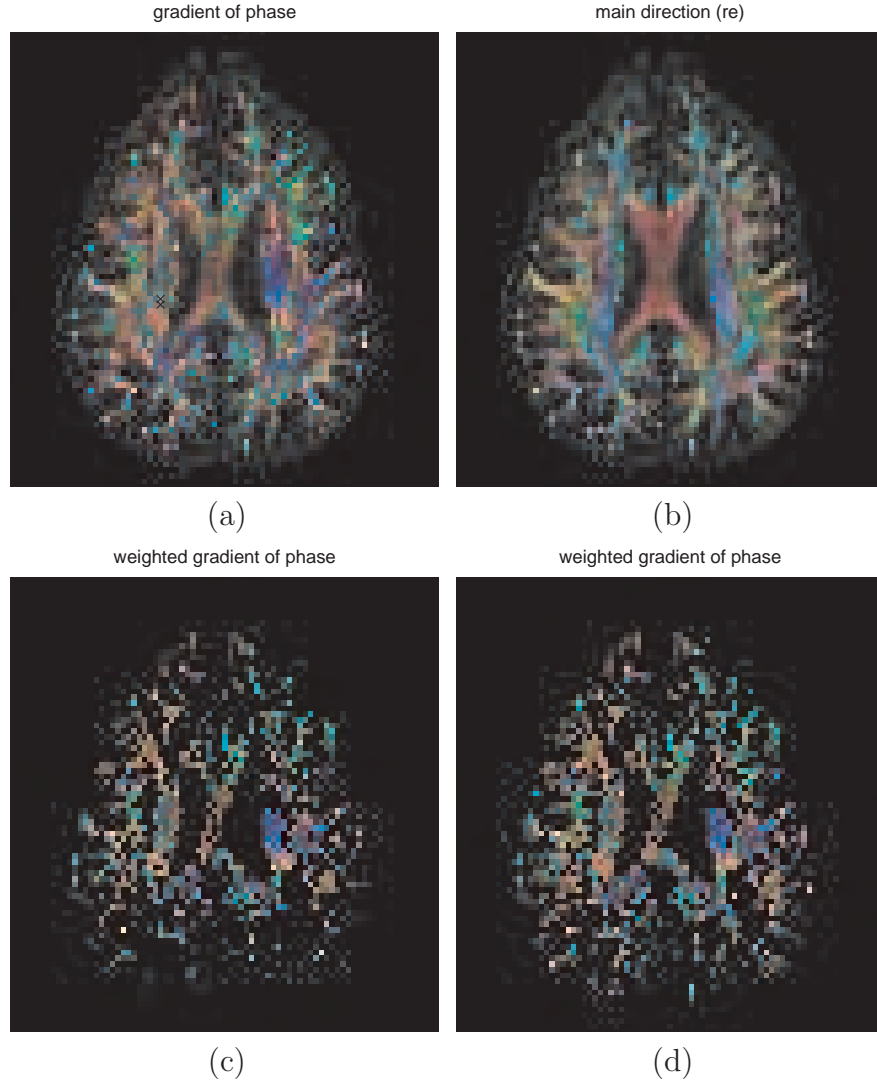 gradient of phase
main direction (re)
(a)
(b)
weighted gradient of phase
weighted gradient of phase
(c)
(d)